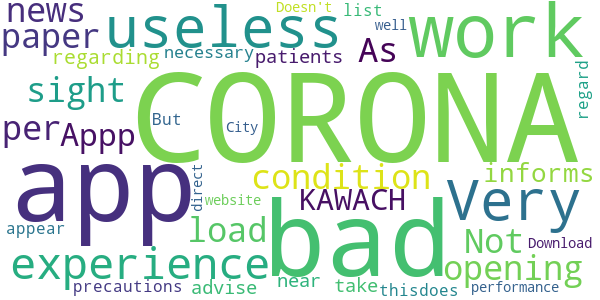 Doesn't
news useless work list
well
paper As
regarding necessary patients
sight CORONA regard
per Appp But City
app condition informs
direct KAWACH
website bad Very
appear load Not Download
experience near opening
precautions advise take thisdoes performance